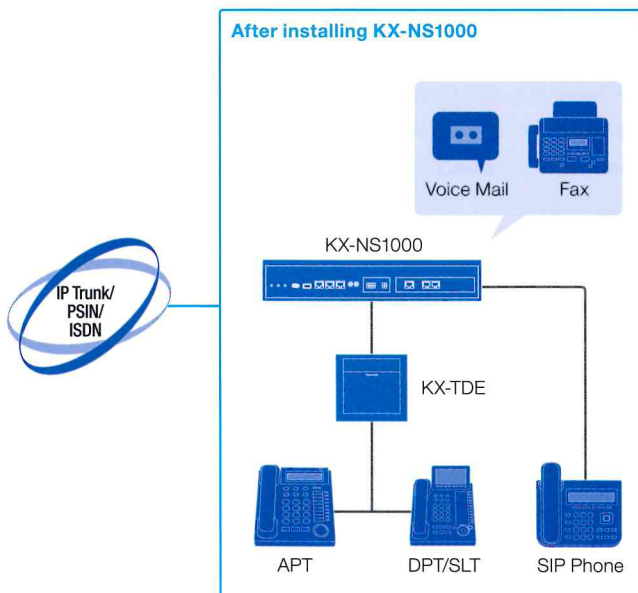 After installing KX-NS1000
Voice Mail
Fax
KX-NS1000
IP Trunk/
PSIN/
ISDN
KX-TDE
APT
DPT/SLT
SIP Phone